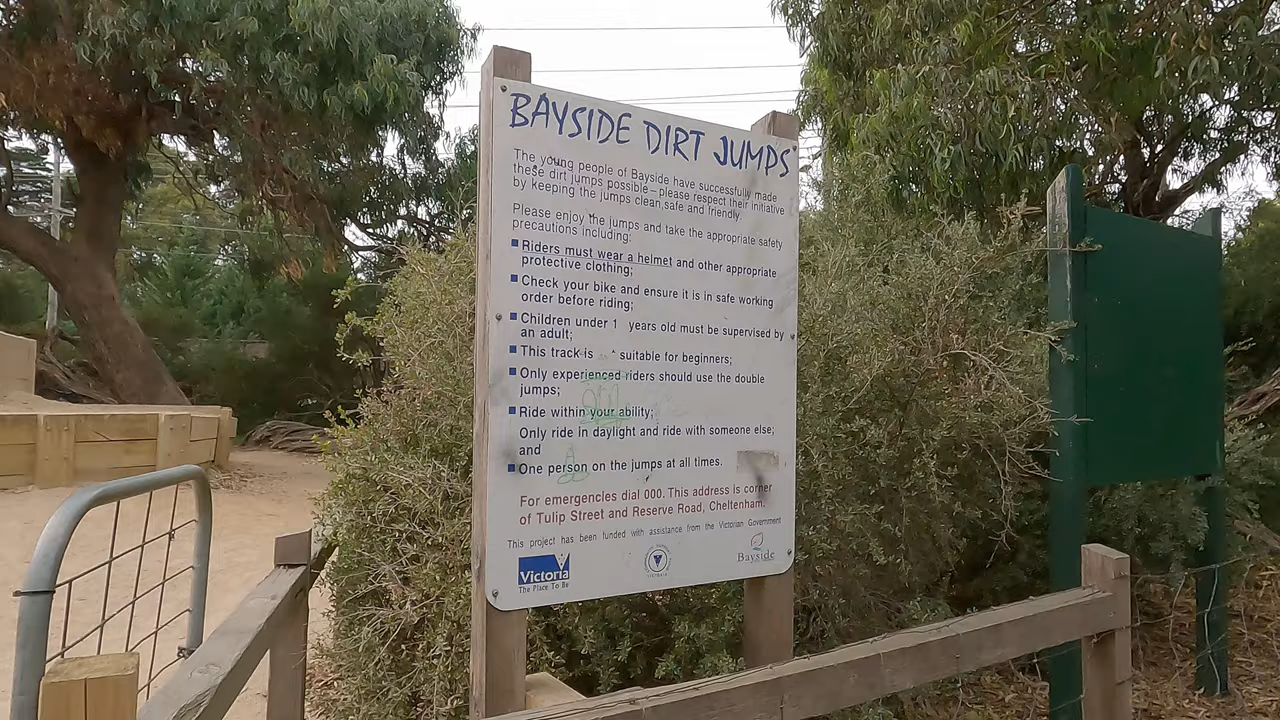 BAYSIDE DIRT JUMPS
The young people of Bayside have successfully made
these dirt jumps possible – please respect their initiative
by keeping the jumps clean, safe and friendly.
Please enjoy the jumps and take the appropriate safety
precautions including:
Riders must wear a helmet and other appropriate
protective clothing;
Check your bike and ensure it is in safe working
order before riding;
Children under 1 years old must be supervised by
an adult;
This track is suitable for beginners;
Only experienced riders should use the double
jumps;
Ride within your ability;
Only ride in daylight and ride with someone else;
and
One person on the jumps at all times.
For emergencies dial 000. This address is corner
of Tulip Street and Reserve Road, Cheltenham.
This project has been funded with assistance from the Victorian Government
Victoria
The Place To Be
Bayside